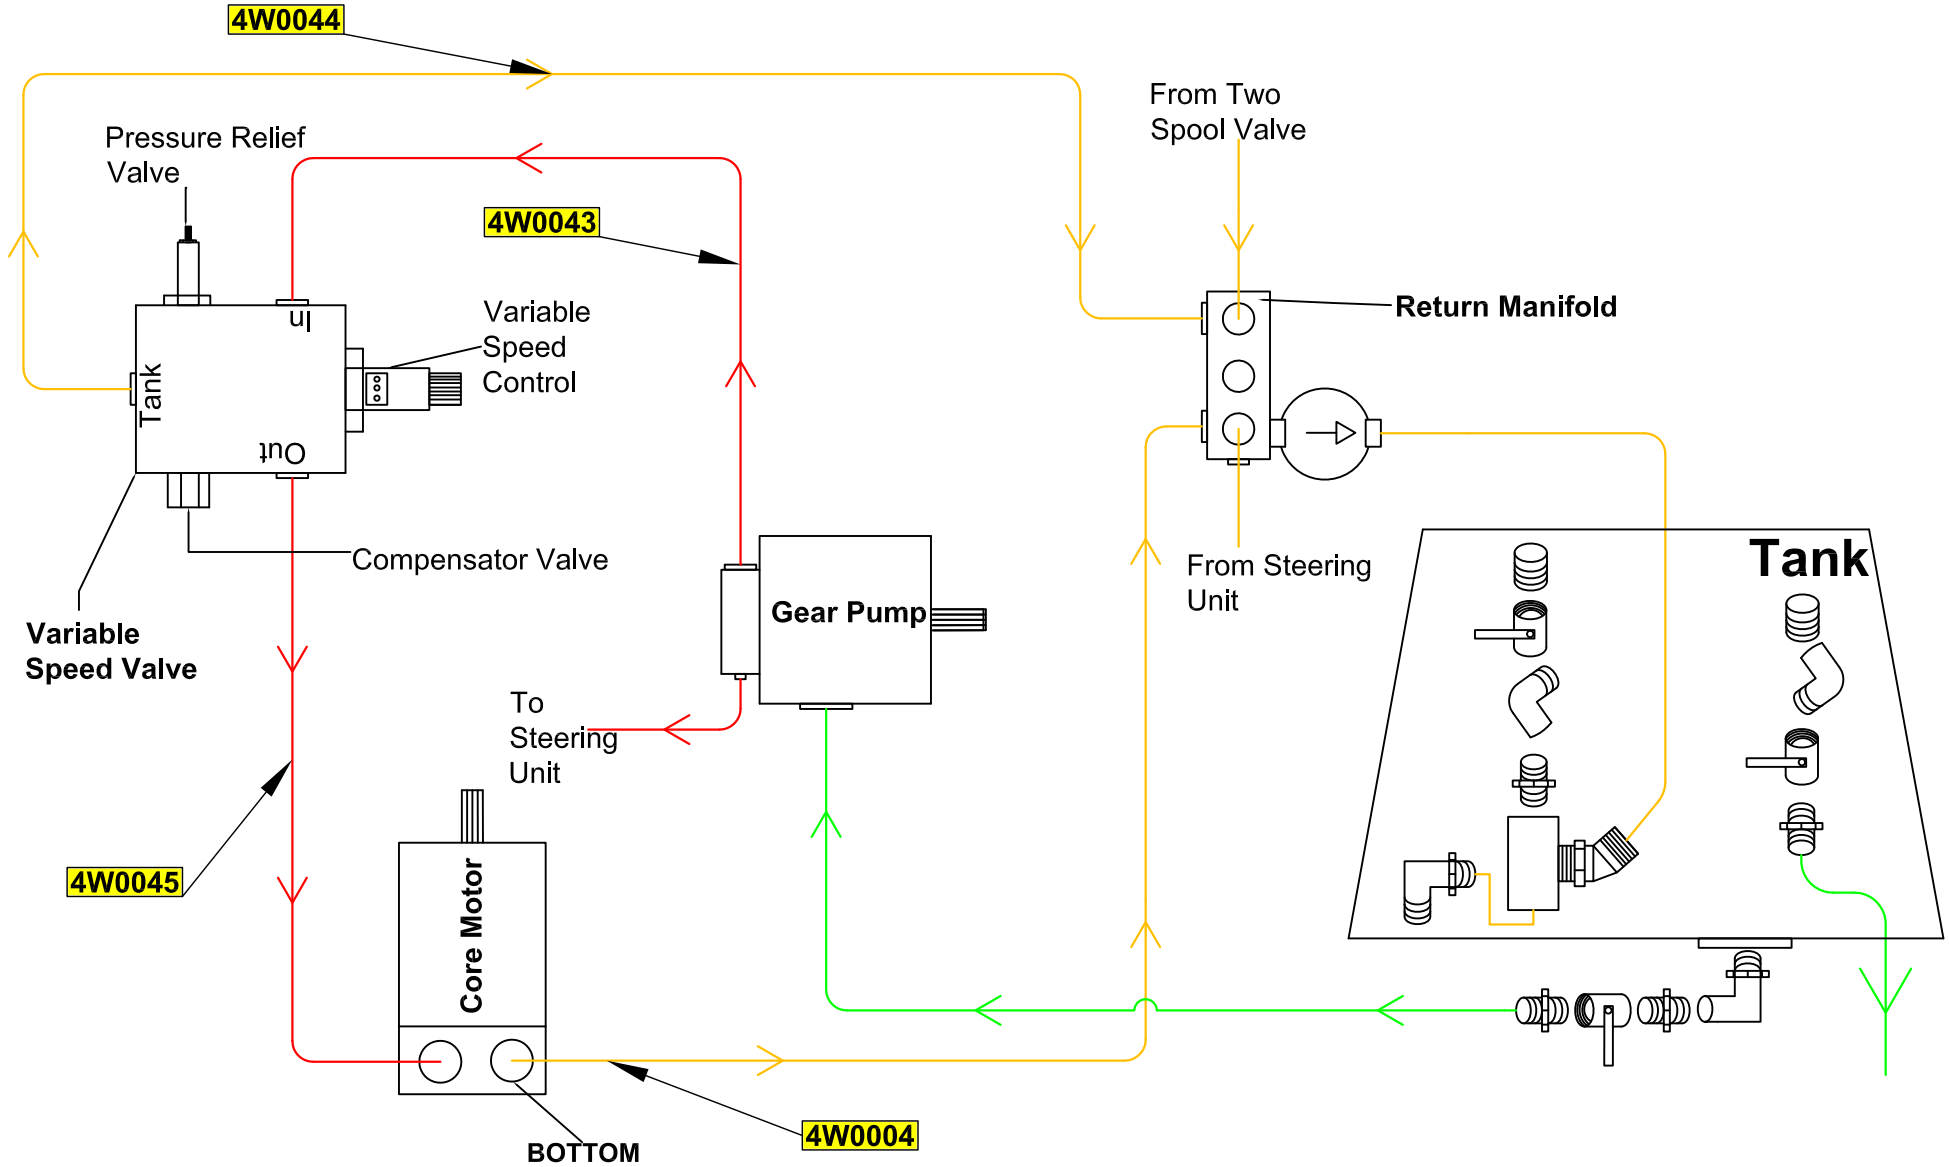 4W0044
From Two
Spool Valve
Pressure Relief
Valve
4W0043
In
Variable
Speed
Control
Return Manifold
Tank
Out
Compensator Valve
From Steering
Unit
Tank
Gear Pump
Variable
Speed Valve
To
Steering
Unit
4W0045
Core Motor
4W0004
BOTTOM